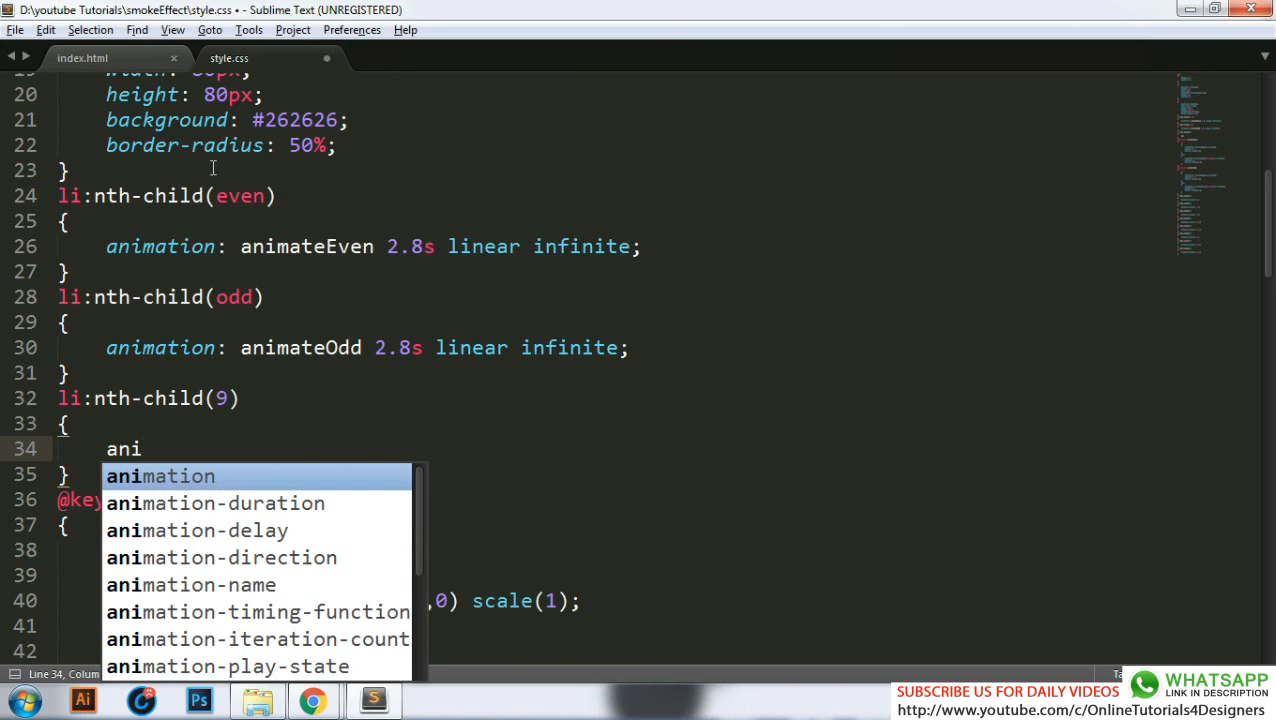 D:\youtube Tutorials\smokeEffect\style.css • - Sublime Text (UNREGISTERED)
File Edit Selection Find View Goto Tools Project Preferences Help
index.html × style.css
20 height: 80px;
21 background: #262626;
22 border-radius: 50%;
23 }
24 li:nth-child(even)
25 {
26 animation: animateEven 2.8s linear infinite;
27 }
28 li:nth-child(odd)
29 {
30 animation: animateOdd 2.8s linear infinite;
31 }
32 li:nth-child(9)
33 {
34 ani
35 }
animation
36 @key
animation-duration
37 {
animation-delay
38
animation-direction
39
animation-name
40 ,0) scale(1);
animation-timing-function
41
animation-iteration-count
42
animation-play-state
Line 34, Colum
Ai Ps S
SUBSCRIBE US FOR DAILY VIDEOS
WHATSAPP
LINK IN DESCRIPTION
http://www.youtube.com/c/OnlineTutorials4Designers